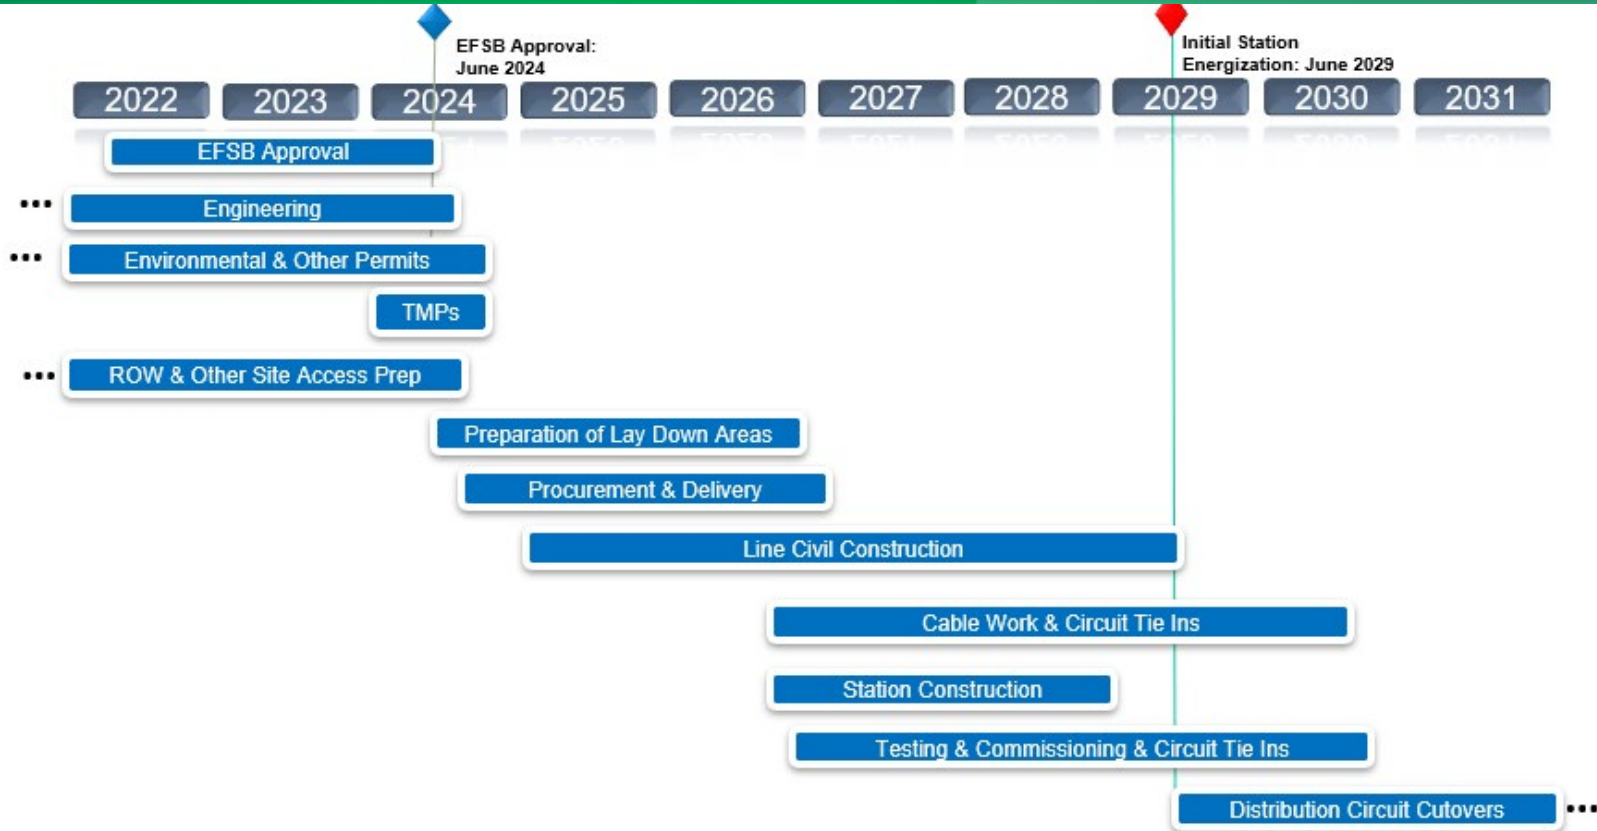 EFSB Approval:
June 2024
Initial Station
Energization: June 2029
2022 2023 2024 2025 2026 2027 2028 2029 2030 2031
EFSB Approval
••• Engineering
••• Environmental & Other Permits
TMPs
••• ROW & Other Site Access Prep
Preparation of Lay Down Areas
Procurement & Delivery
Line Civil Construction
Cable Work & Circuit Tie Ins
Station Construction
Testing & Commissioning & Circuit Tie Ins
Distribution Circuit Cutovers •••